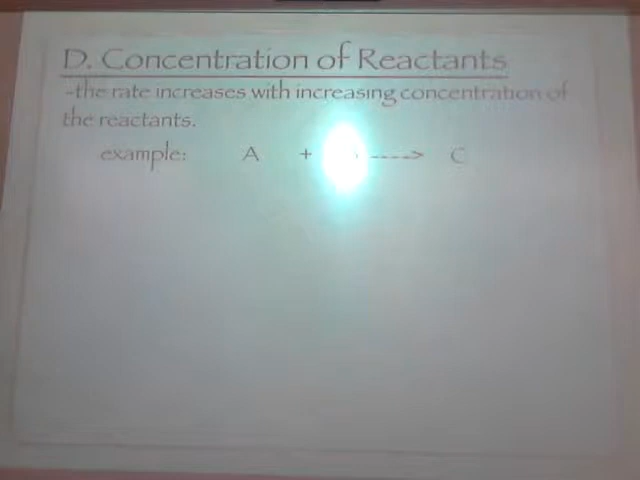 D. Concentration of Reactants
-the rate increases with increasing concentration of
the reactants.
example: A + ----> C